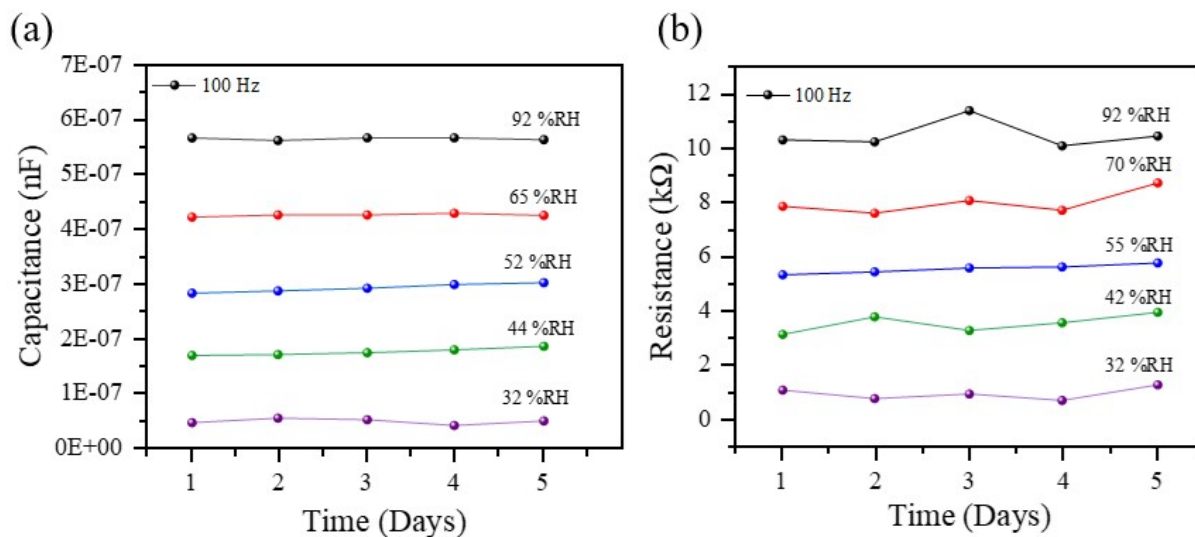 (a)
7E-07
6E-07
5E-07
4E-07
3E-07
2E-07
1E-07
0E+00
Capacitance (nF)
100 Hz
92 %RH
65 %RH
52 %RH
44 %RH
32 %RH
1 2 3 4 5
Time (Days)
(b)
12
10
8
6
4
2
0
Resistance (kΩ)
100 Hz
92 %RH
70 %RH
55 %RH
42 %RH
32 %RH
1 2 3 4 5
Time (Days)